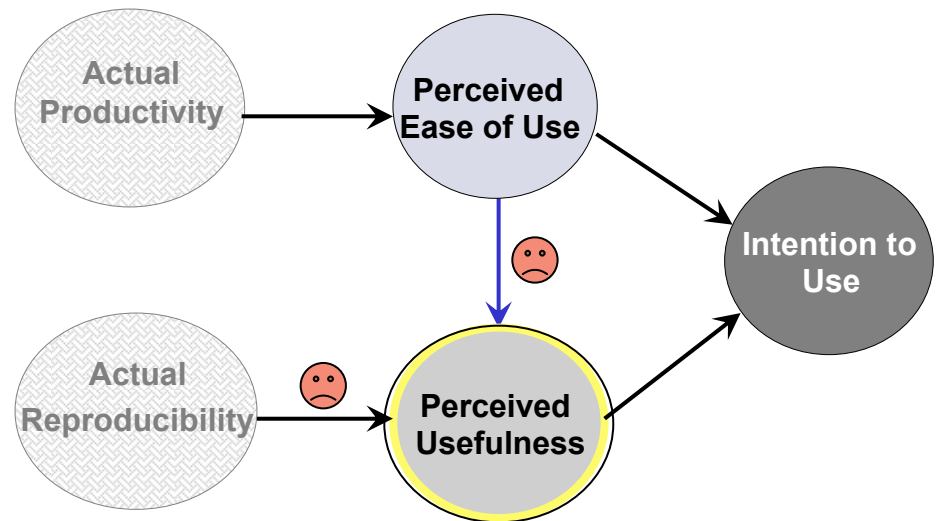 Actual
Productivity
Perceived
Ease of Use
Intention to
Use
Actual
Reproducibility
Perceived
Usefulness